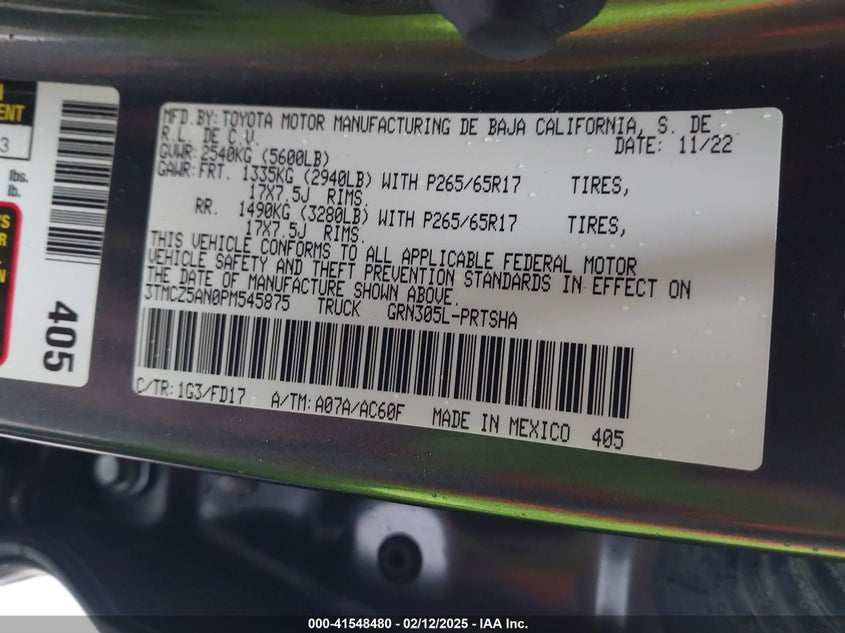 MFD.BY:TOYOTA MOTOR MANUFACTURING DE BAJA CALIFORNIA, S. DE
R.L. DE C.V. DATE: 11/22
GVWR:2540KG (5600LB)
GAWR:FRT. 1335KG (2940LB) WITH P265/65R17 TIRES,
17X7.5J RIMS.
RR. 1490KG (3280LB) WITH P265/65R17 TIRES,
17X7.5J RIMS.
THIS VEHICLE CONFORMS TO ALL APPLICABLE FEDERAL MOTOR
VEHICLE SAFETY AND THEFT PREVENTION STANDARDS IN EFFECT ON
THE DATE OF MANUFACTURE SHOWN ABOVE.
3TMCZ5AN0PM545875 TRUCK GRN305L-PRTSHA
C/TR:1G3/FD17 A/TM:A07A/AC60F MADE IN MEXICO 405
3
lbs.
lb.
405
000-41548480 - 02/12/2025 - IAA Inc.